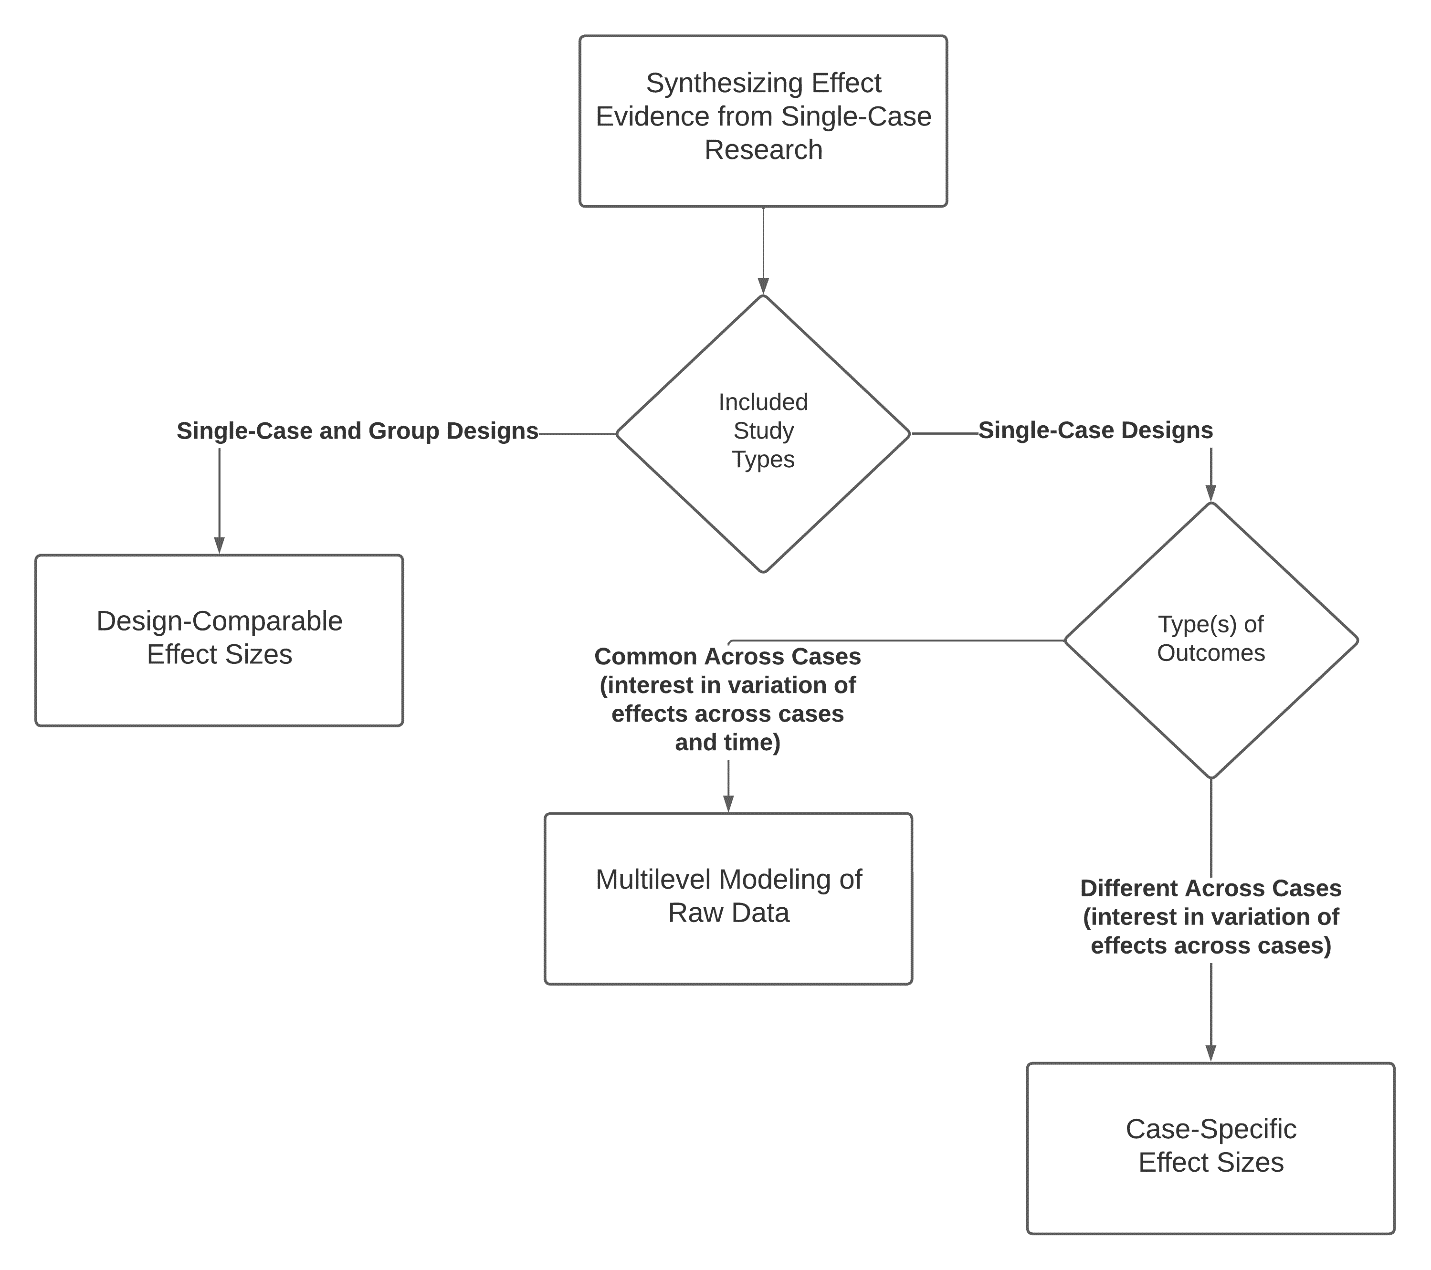 Synthesizing Effect
Evidence from Single-Case
Research
Included
Study
Types
Single-Case and Group Designs
Single-Case Designs
Design-Comparable
Effect Sizes
Type(s) of
Outcomes
Common Across Cases
(interest in variation of
effects across cases
and time)
Multilevel Modeling of
Raw Data
Different Across Cases
(interest in variation of
effects across cases)
Case-Specific
Effect Sizes